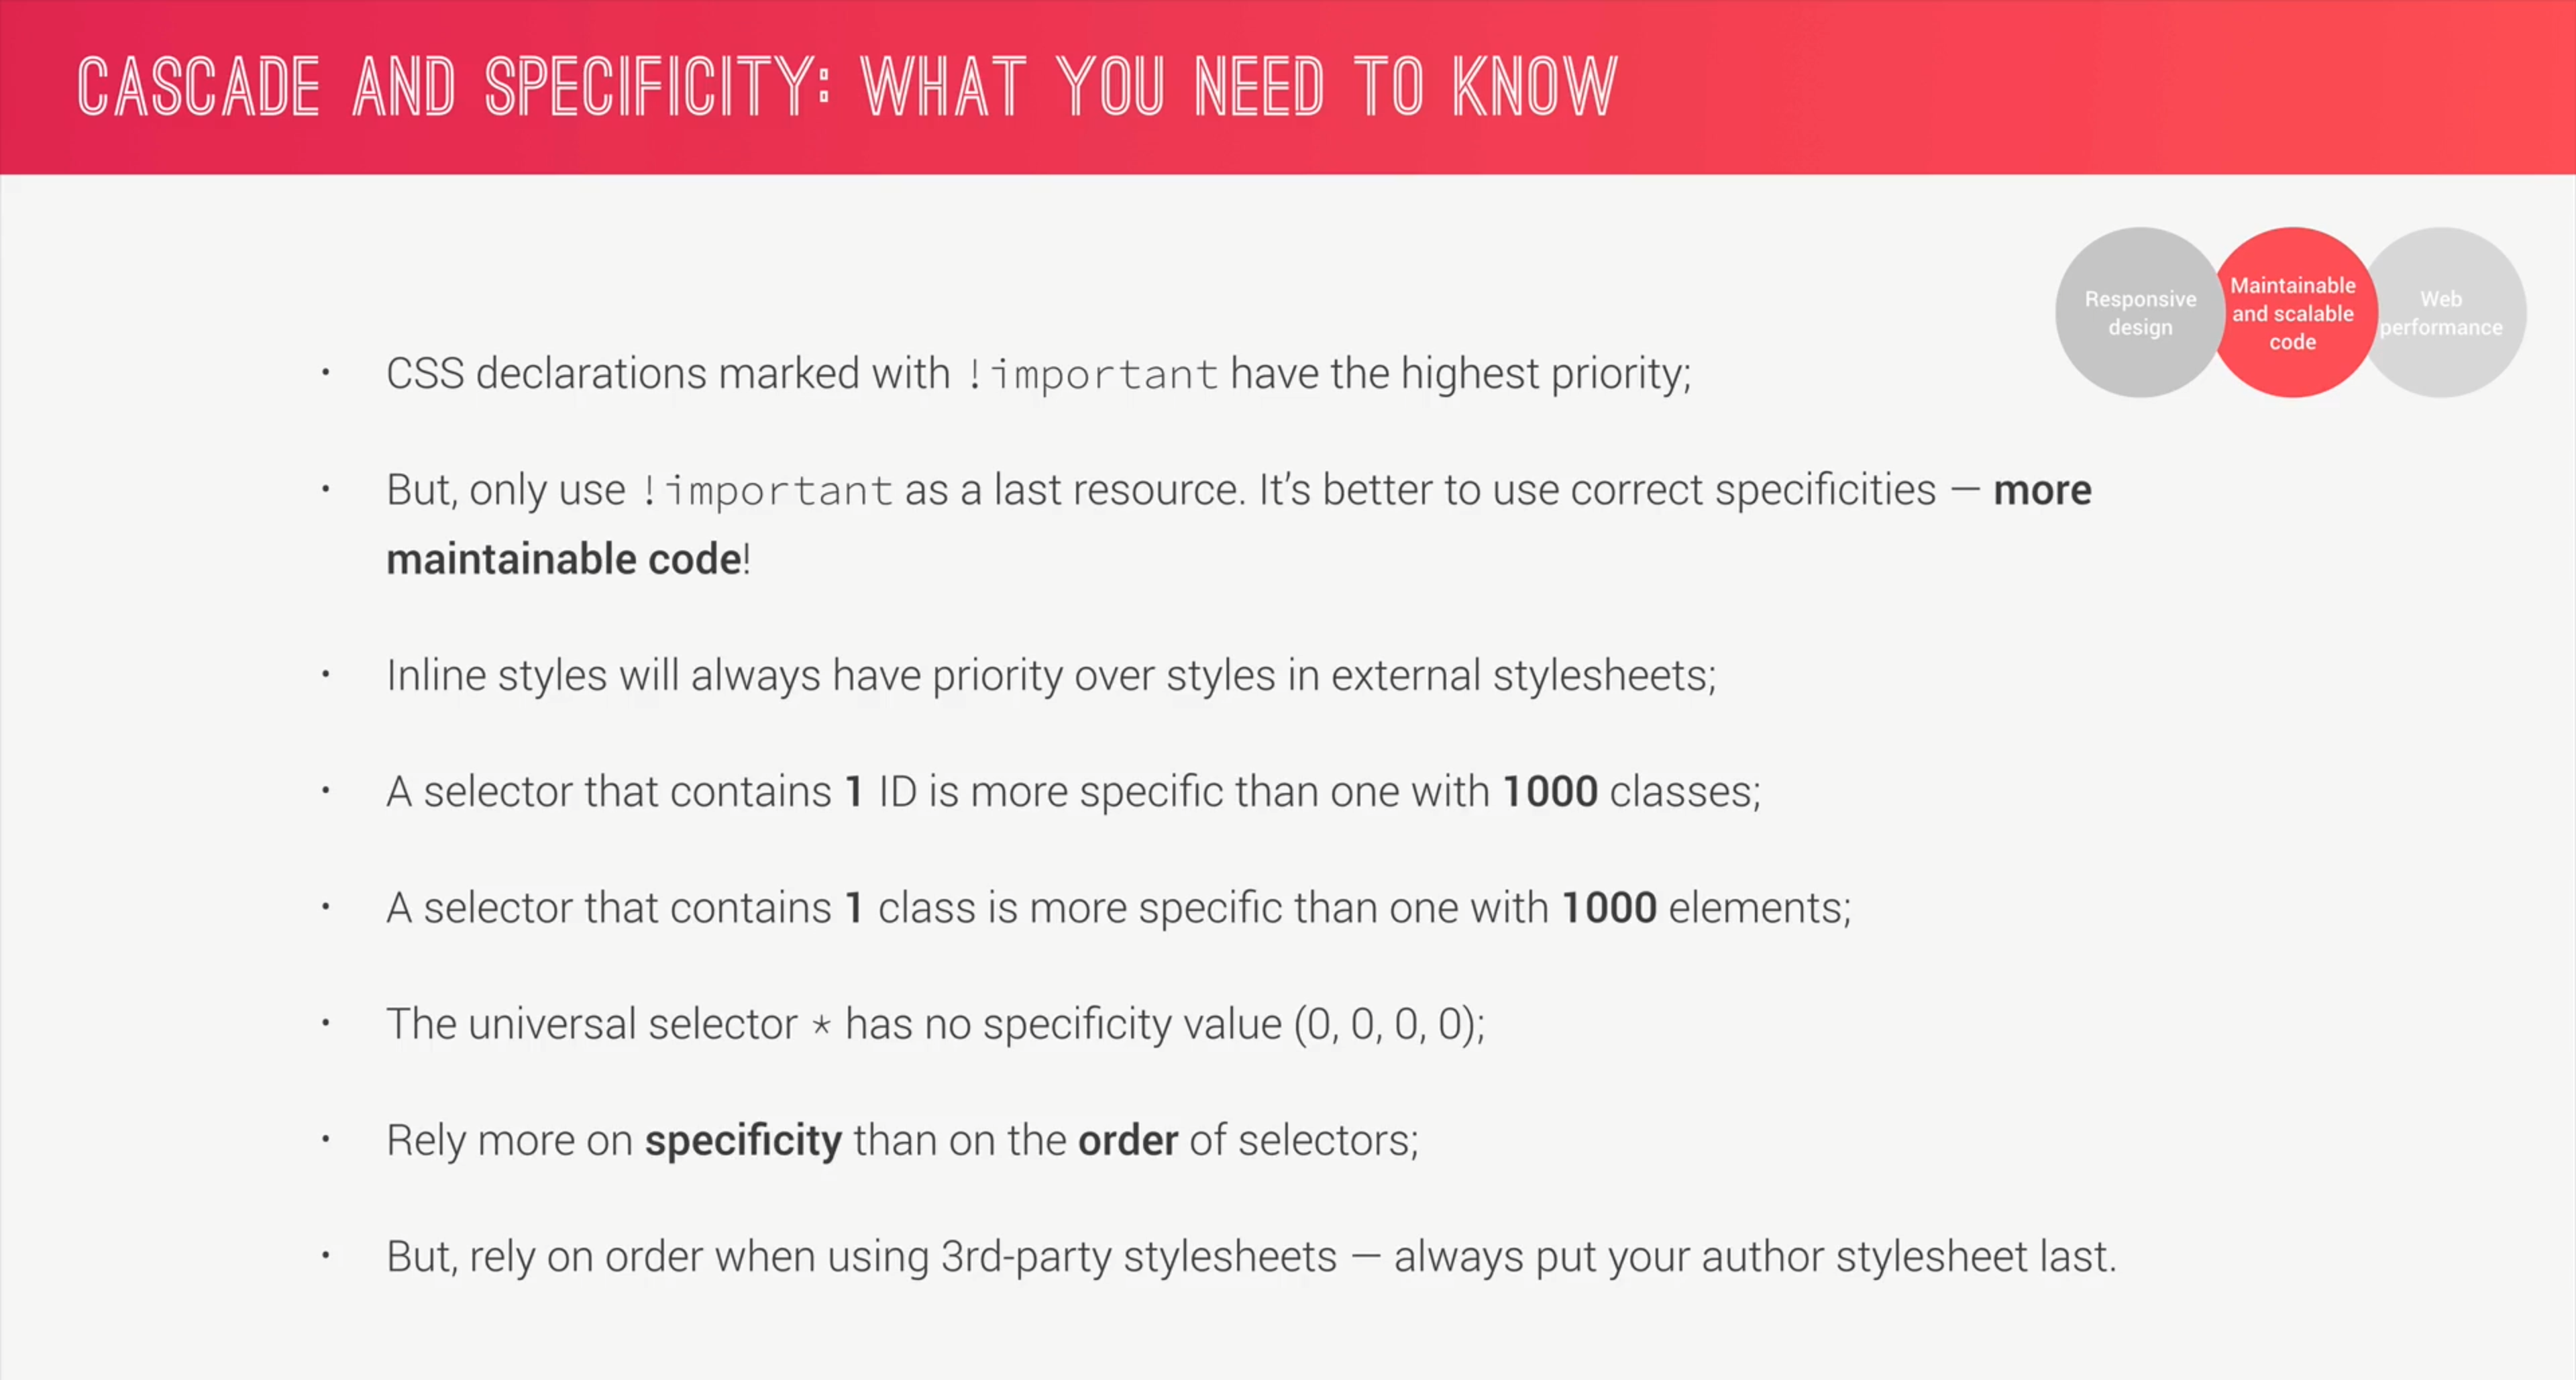 CASCADE AND SPECIFICITY: WHAT YOU NEED TO KNOW
Responsive
design
Maintainable
and scalable
code
Web
performance
• CSS declarations marked with !important have the highest priority;
• But, only use !important as a last resource. It's better to use correct specificities — more
maintainable code!
• Inline styles will always have priority over styles in external stylesheets;
• A selector that contains 1 ID is more specific than one with 1000 classes;
• A selector that contains 1 class is more specific than one with 1000 elements;
• The universal selector * has no specificity value (0, 0, 0, 0);
• Rely more on specificity than on the order of selectors;
• But, rely on order when using 3rd-party stylesheets — always put your author stylesheet last.